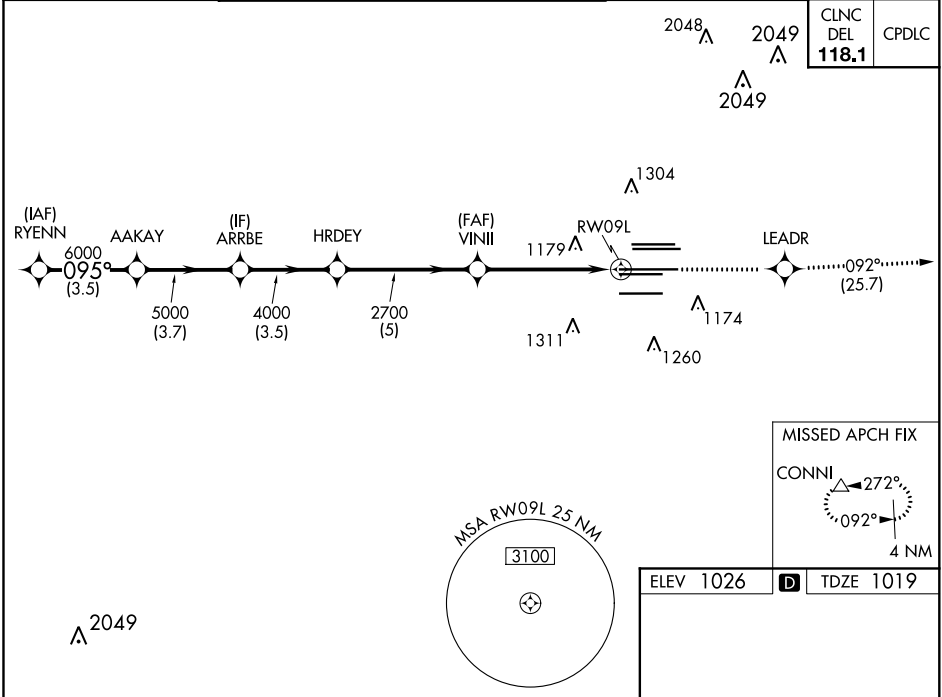 CLNC
DEL
118.1
CPDLC
2048
2049
2049
1304
(IAF)
RYENN
AAKAY
(IF)
ARRBE
HRDEY
(FAF)
VINII
1179
RW09L
LEADR
6000
095°
(3.5)
5000
(3.7)
4000
(3.5)
2700
(5)
092°
(25.7)
1311
1174
1260
MISSED APCH FIX
CONNI
272°
092°
4 NM
MSA RW09L 25 NM
3100
ELEV 1026 D TDZE 1019
2049